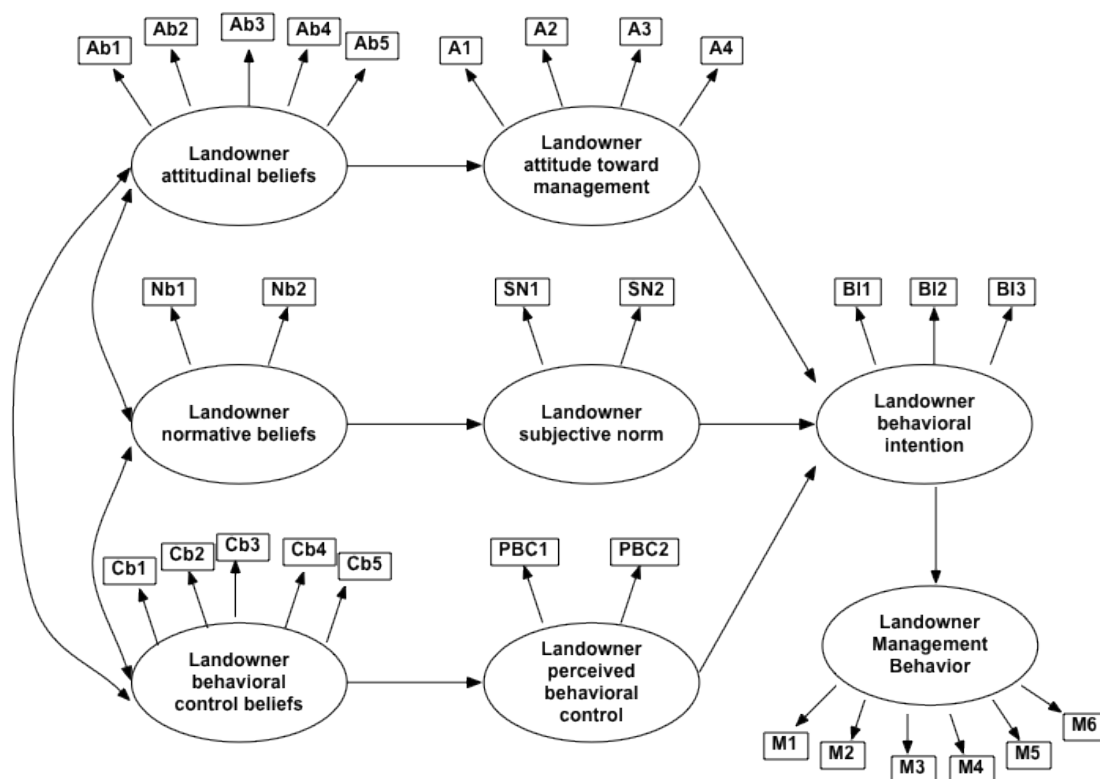 Ab1
Ab2
Ab3
Ab4
Ab5
A1
A2
A3
A4
Landowner
attitudinal beliefs
Landowner
attitude toward
management
Nb1
Nb2
SN1
SN2
BI1
BI2
BI3
Landowner
normative beliefs
Landowner
subjective norm
Landowner
behavioral
intention
Cb1
Cb2
Cb3
Cb4
Cb5
PBC1
PBC2
Landowner
behavioral
control beliefs
Landowner
perceived
behavioral
control
Landowner
Management
Behavior
M1
M2
M3
M4
M5
M6